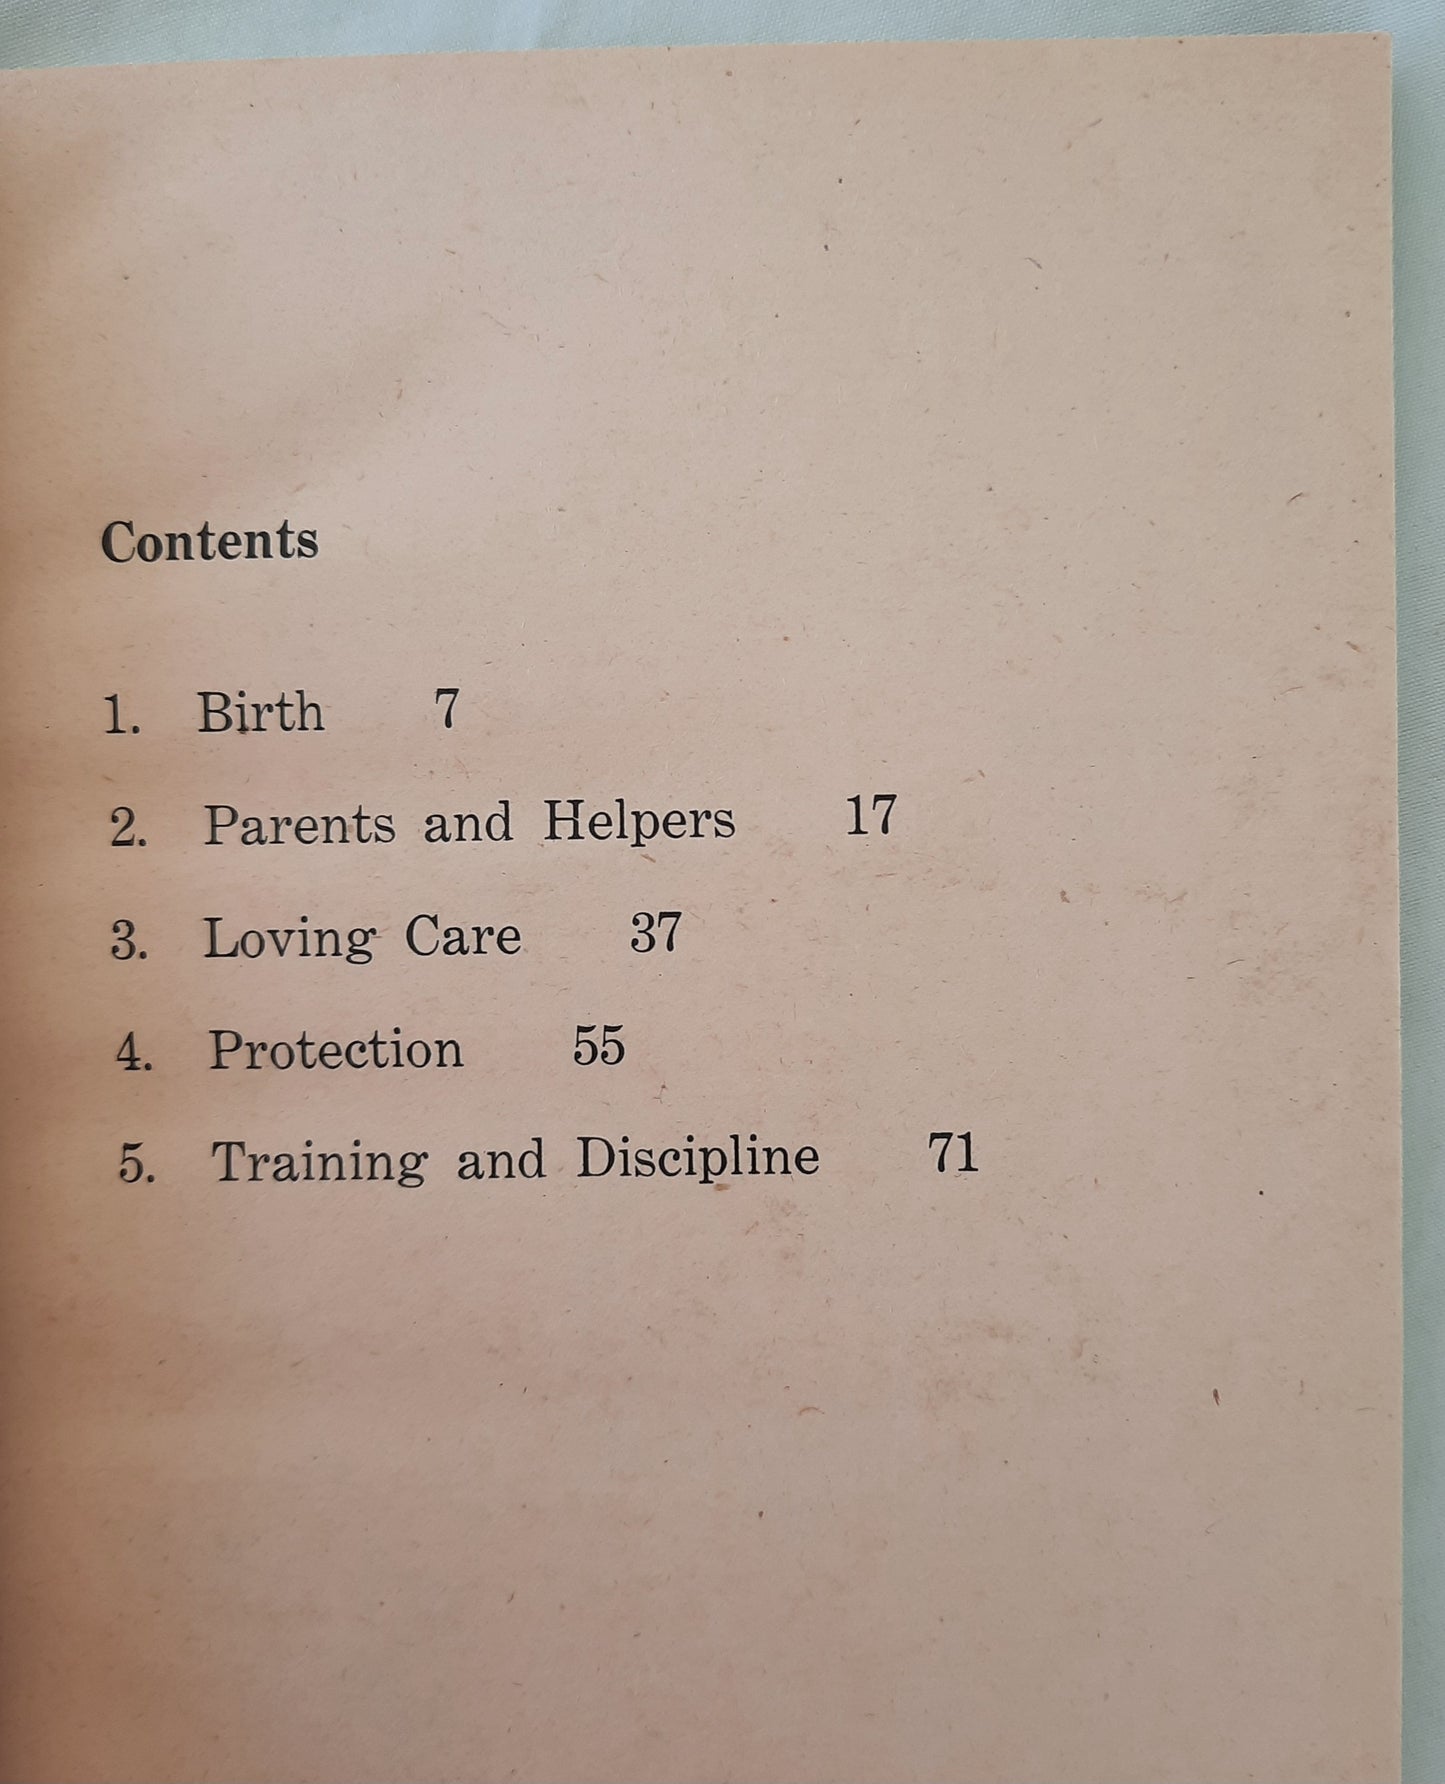 Contents
1. Birth 7
2. Parents and Helpers 17
3. Loving Care 37
4. Protection 55
5. Training and Discipline 71